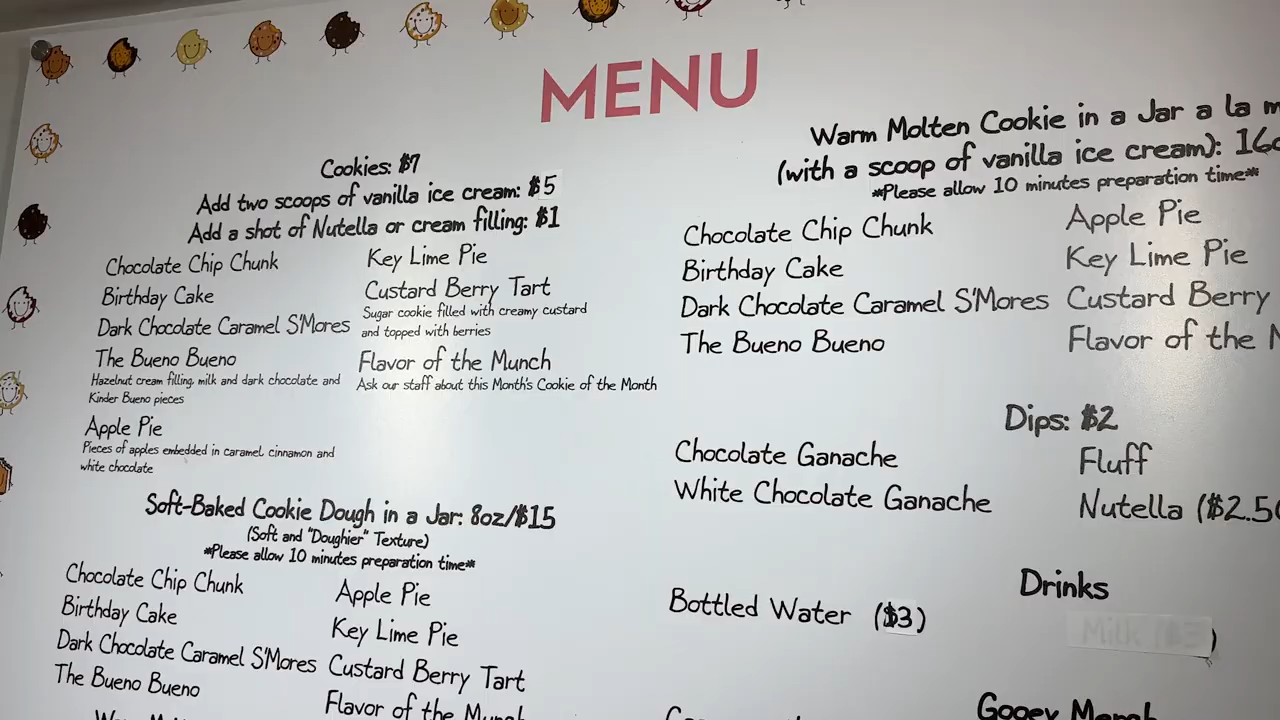 MENU
Cookies: $7
Add two scoops of vanilla ice cream: $5
Add a shot of Nutella or cream filling: $1
Chocolate Chip Chunk
Birthday Cake
Dark Chocolate Caramel S'Mores
The Bueno Bueno
Hazelnut cream filling, milk and dark chocolate and
Kinder Bueno pieces
Apple Pie
Pieces of apples embedded in caramel, cinnamon and
white chocolate
Key Lime Pie
Custard Berry Tart
Sugar cookie filled with creamy custard
and topped with berries
Flavor of the Munch
Ask our staff about this Month's Cookie of the Month
Soft-Baked Cookie Dough in a Jar: 8oz/$15
(Soft and "Doughier" Texture)
*Please allow 10 minutes preparation time*
Chocolate Chip Chunk
Birthday Cake
Dark Chocolate Caramel S'Mores
The Bueno Bueno
Apple Pie
Key Lime Pie
Custard Berry Tart
Flavor of the Munch
Warm Molten Cookie in a Jar a la
(with a scoop of vanilla ice cream):
*Please allow 10 minutes preparation time*
Chocolate Chip Chunk
Birthday Cake
Dark Chocolate Caramel S'Mores
The Bueno Bueno
Apple Pie
Key Lime Pie
Custard Berry
Flavor of the
Dips: $2
Chocolate Ganache
White Chocolate Ganache
Fluff
Nutella ($2.50
Drinks
Bottled Water ($3)
Milk ($3)
Gooey